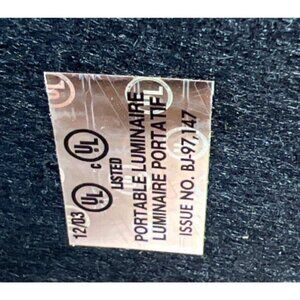 12/03 UL c UL
LISTED
PORTABLE LUMINAIRE
LUMINAIRE PORTATIF
ISSUE NO. BJ-97,147